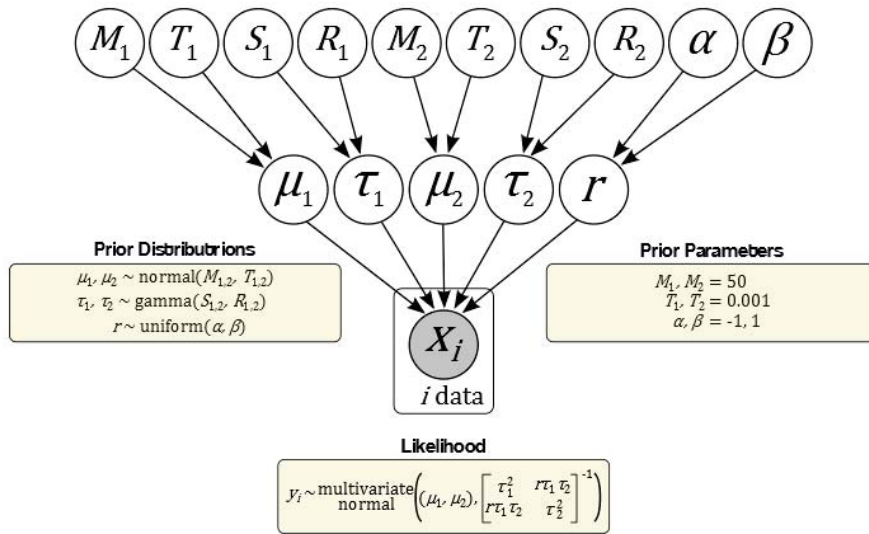 M₁ T₁ S₁ R₁ M₂ T₂ S₂ R₂ α β
μ₁ τ₁ μ₂ τ₂ r
Prior Distributrions
μ₁, μ₂ ~ normal(M₁,₂, T₁,₂)
τ₁, τ₂ ~ gamma(S₁,₂, R₁,₂)
r ~ uniform(α, β)
Prior Parameters
M₁, M₂ = 50
T₁, T₂ = 0.001
α, β = -1, 1
Xᵢ
i data
Likelihood
yᵢ ~ multivariate normal((μ₁, μ₂), [τ₁² rτ₁τ₂
rτ₁τ₂ τ₂²]⁻¹)